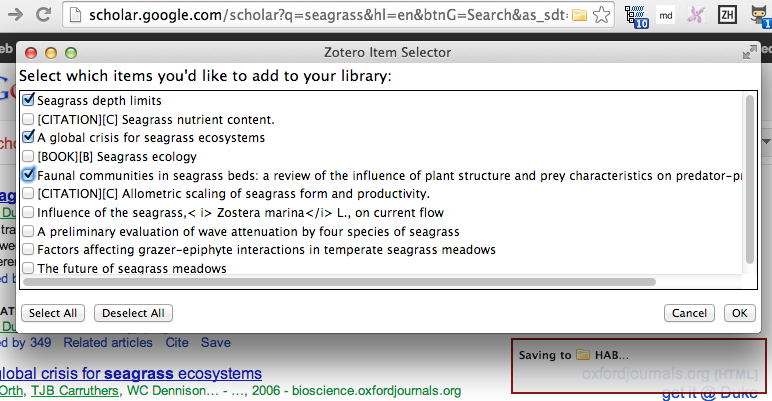 scholar.google.com/scholar?q=seagrass&hl=en&btnG=Search&as_sdt=
10
md
ZH
1
Zotero Item Selector
Select which items you'd like to add to your library:
Seagrass depth limits
[CITATION][C] Seagrass nutrient content.
A global crisis for seagrass ecosystems
[BOOK][B] Seagrass ecology
Faunal communities in seagrass beds: a review of the influence of plant structure and prey characteristics on predator-pr
[CITATION][C] Allometric scaling of seagrass form and productivity.
Influence of the seagrass,< i> Zostera marina</i> L., on current flow
A preliminary evaluation of wave attenuation by four species of seagrass
Factors affecting grazer-epiphyte interactions in temperate seagrass meadows
The future of seagrass meadows
Select All
Deselect All
Cancel
OK
ed by 349 Related articles Cite Save
Saving to HAB...
global crisis for seagrass ecosystems
oxfordjournals.org [HTML]
Orth, TJB Carruthers, WC Dennison... - ..., 2006 - bioscience.oxfordjournals.org
get it @ Duke